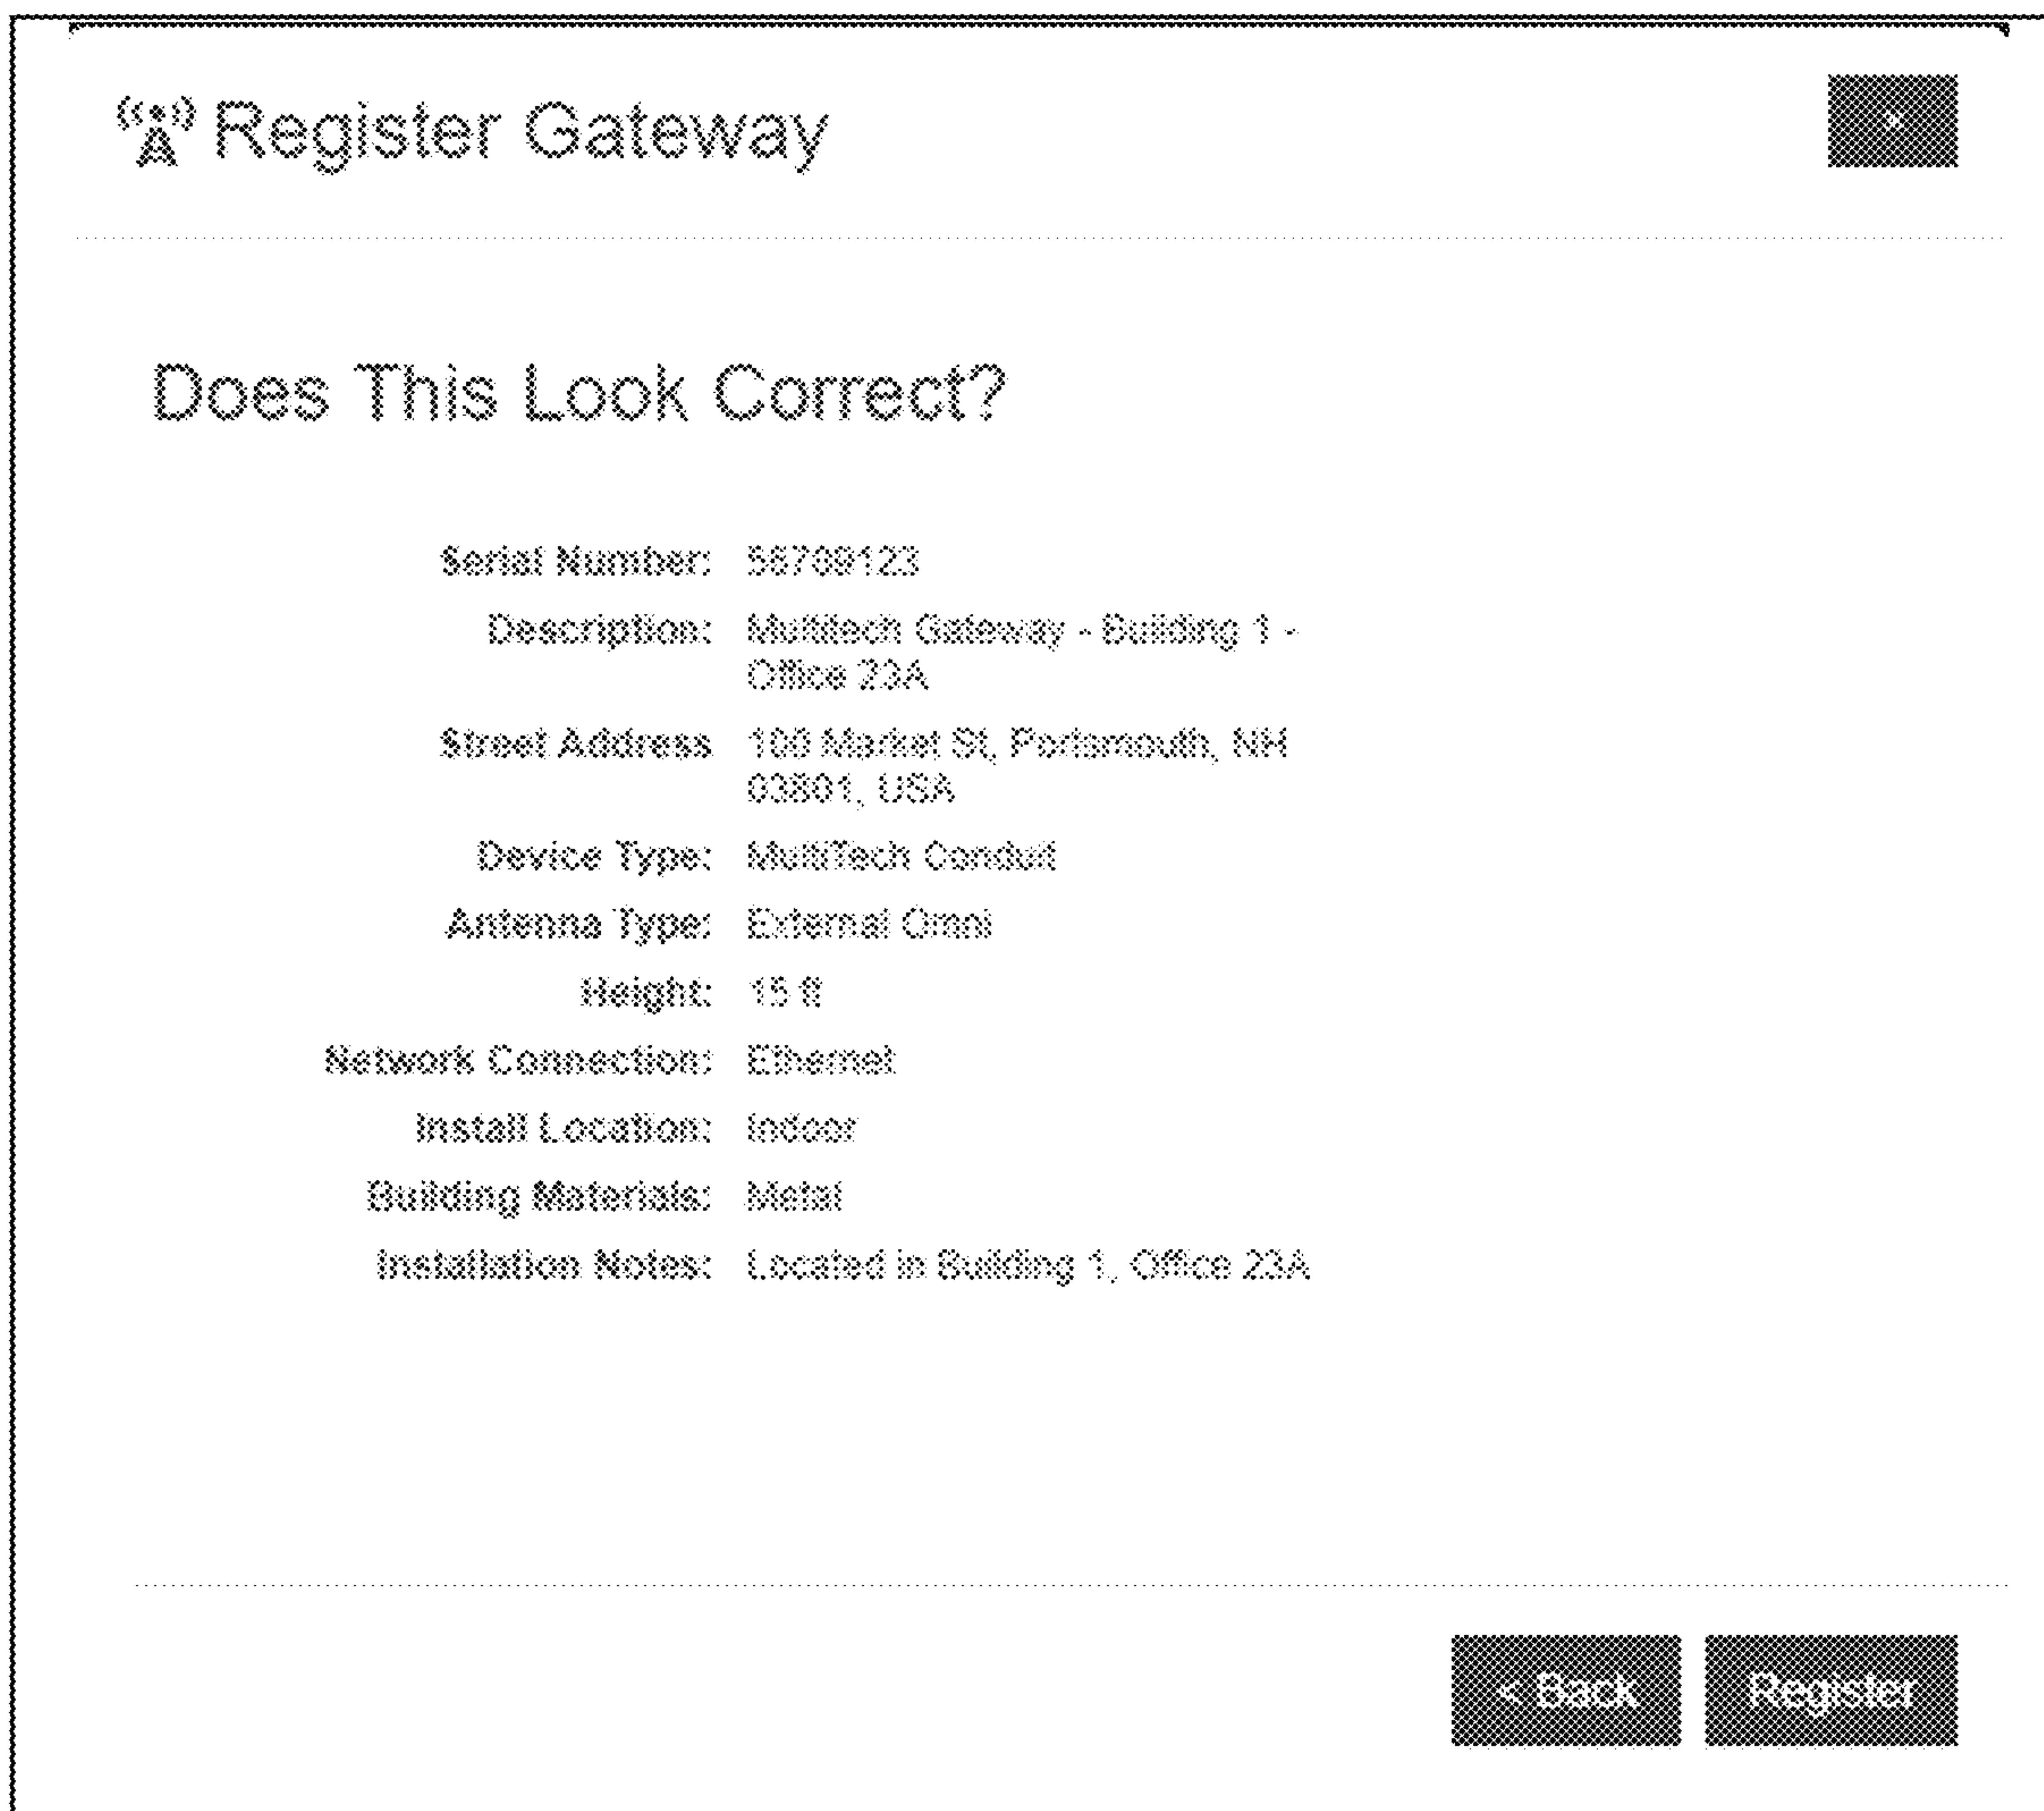 Register Gateway
Does This Look Correct?
Serial Number: 58709123
Description: Multitech Gateway - Building 1 -
Office 23A
Street Address 100 Market St, Portsmouth, NH
03801, USA
Device Type: MultiTech Conduit
Antenna Type: External Omni
Height: 15 ft
Network Connection: Ethernet
Install Location: Indoor
Building Materials: Metal
Installation Notes: Located in Building 1, Office 23A
< Back Register